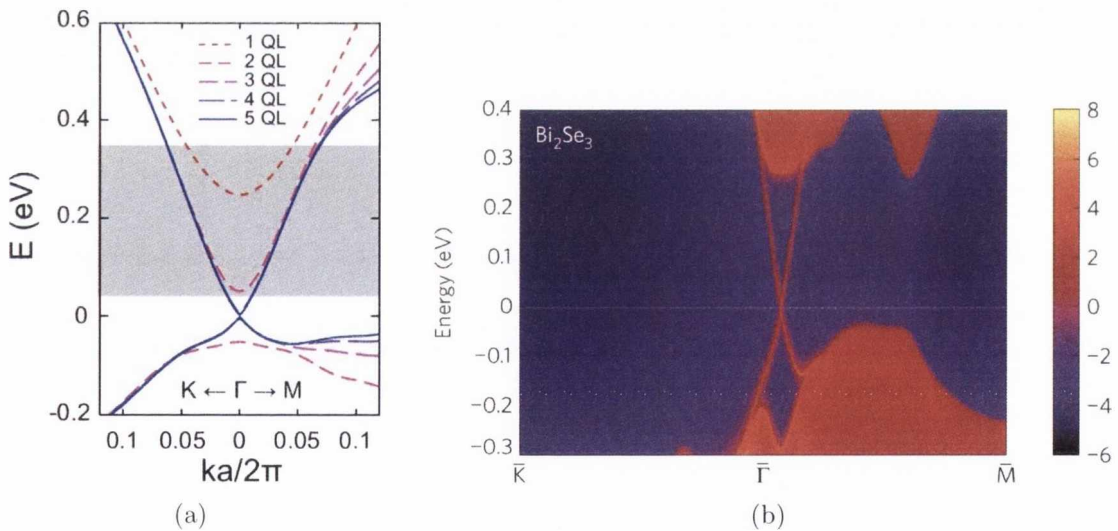 0.6
0.4
0.2
0
-0.2
E (eV)
1 QL
2 QL
3 QL
4 QL
5 QL
K ← Γ → M
0.1 0.05 0 0.05 0.1
ka/2π
(a)
Bi₂Se₃
0.4
0.3
0.2
0.1
0
-0.1
-0.2
-0.3
Energy (eV)
K̄ Γ̄ M̄
8
6
4
2
0
-2
-4
-6
(b)